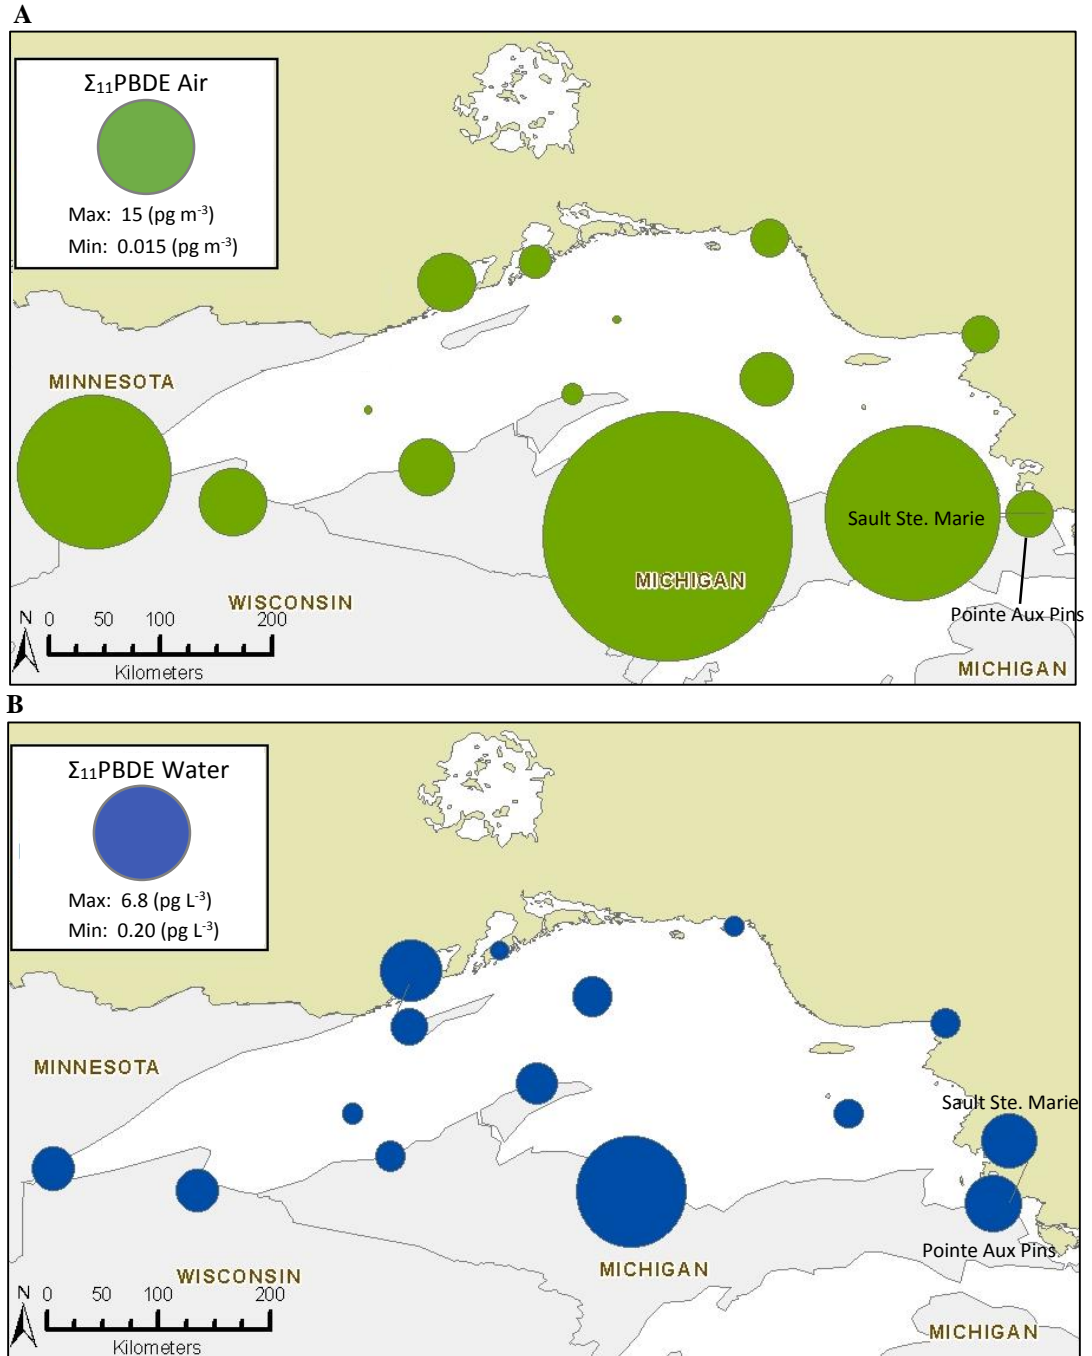 A
Σ₁₁PBDE Air
Max: 15 (pg m⁻³)
Min: 0.015 (pg m⁻³)
MINNESOTA
Sault Ste. Marie
MICHIGAN
WISCONSIN
Pointe Aux Pins
N 0 50 100 200
Kilometers
MICHIGAN
B
Σ₁₁PBDE Water
Max: 6.8 (pg L⁻³)
Min: 0.20 (pg L⁻³)
MINNESOTA
Sault Ste. Marie
Pointe Aux Pins
MICHIGAN
WISCONSIN
N 0 50 100 200
Kilometers
MICHIGAN